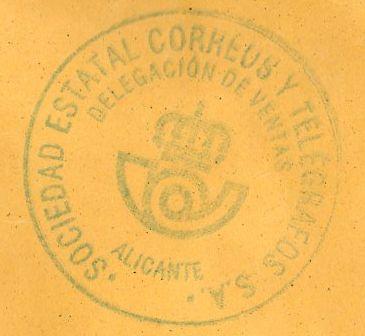 SOCIEDAD ESTATAL CORREOS Y TELÉGRAFOS, S.A.
DELEGACIÓN DE VENTAS
ALICANTE